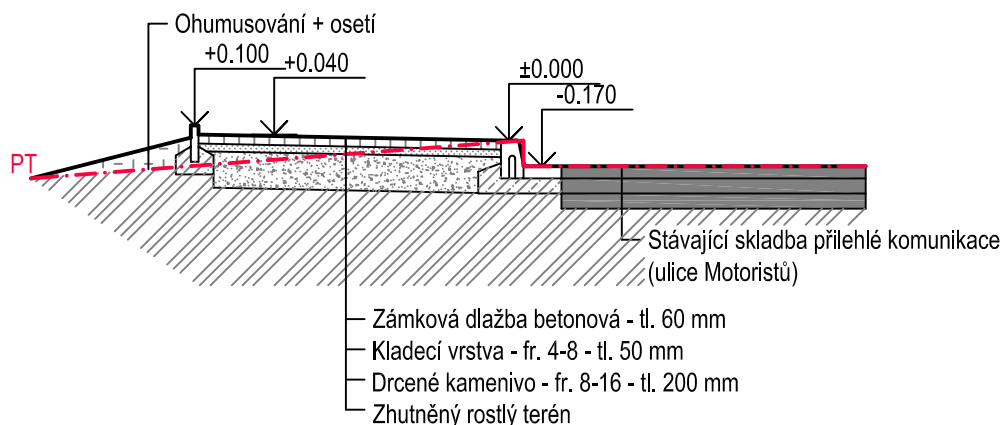 Ohumusování + osetí
+0.100
+0.040
±0.000
-0.170
PT
Stávající skladba přilehlé komunikace
(ulice Motoristů)
Zámková dlažba betonová - tl. 60 mm
Kladecí vrstva - fr. 4-8 - tl. 50 mm
Drcené kamenivo - fr. 8-16 - tl. 200 mm
Zhutněný rostlý terén